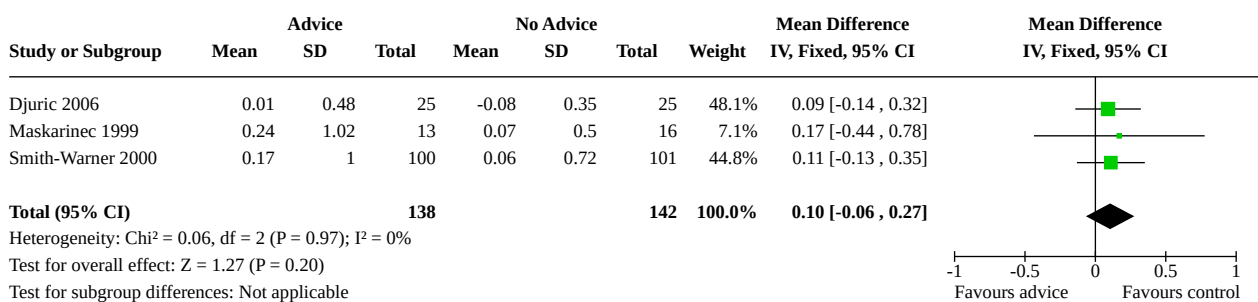 Advice No Advice Mean Difference Mean Difference
Study or Subgroup Mean SD Total Mean SD Total Weight IV, Fixed, 95% CI IV, Fixed, 95% CI
Djuric 2006 0.01 0.48 25 -0.08 0.35 25 48.1% 0.09 [-0.14 , 0.32]
Maskarinec 1999 0.24 1.02 13 0.07 0.5 16 7.1% 0.17 [-0.44 , 0.78]
Smith-Warner 2000 0.17 1 100 0.06 0.72 101 44.8% 0.11 [-0.13 , 0.35]
Total (95% CI) 138 142 100.0% 0.10 [-0.06 , 0.27]
Heterogeneity: Chi² = 0.06, df = 2 (P = 0.97); I² = 0%
Test for overall effect: Z = 1.27 (P = 0.20)
Test for subgroup differences: Not applicable
-1 -0.5 0 0.5 1
Favours advice Favours control